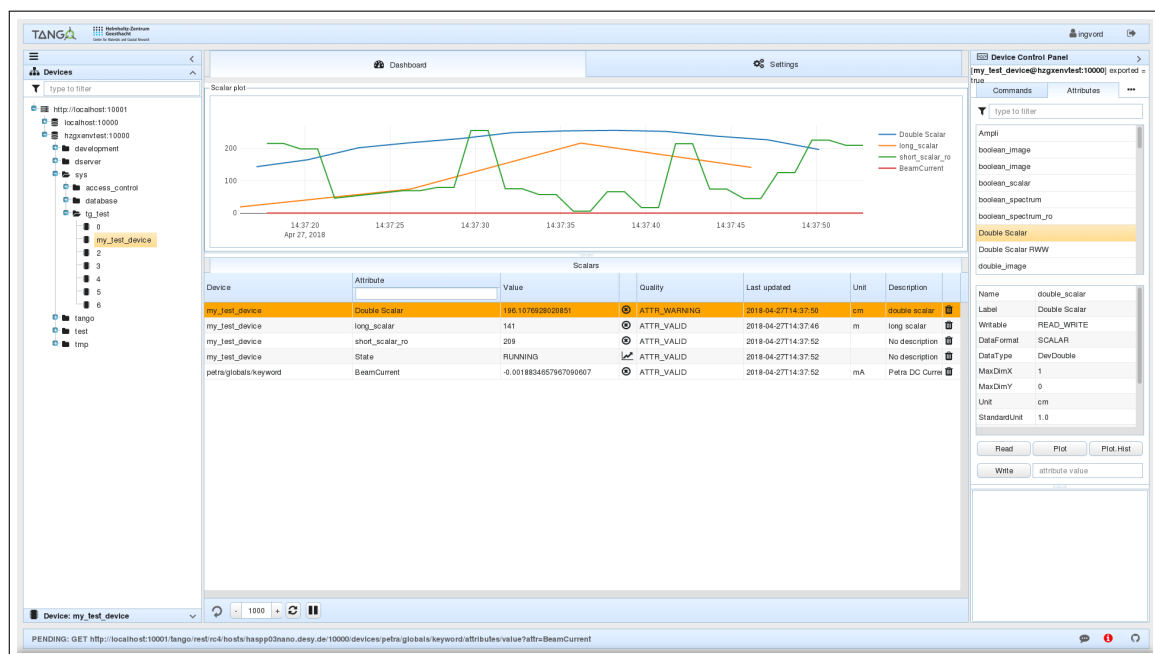 TANGO Helmholtz-Zentrum
Geesthacht
Centre for Materials and Coastal Research
ingvord
Devices
type to filter
http://localhost:10001
localhost:10000
hzgxenvtest:10000
development
dserver
sys
access_control
database
tg_test
0
my_test_device
2
3
4
5
6
tango
test
tmp
Device: my_test_device
Dashboard Settings
Scalar plot
200
100
0
14:37:20 14:37:25 14:37:30 14:37:35 14:37:40 14:37:45 14:37:50
Apr 27, 2018
Double Scalar
long_scalar
short_scalar_ro
BeamCurrent
Scalars
Device Attribute Value Quality Last updated Unit Description
my_test_device Double Scalar 196.1076928020851 ATTR_WARNING 2018-04-27T14:37:50 cm double scalar
my_test_device long_scalar 141 ATTR_VALID 2018-04-27T14:37:46 m long scalar
my_test_device short_scalar_ro 209 ATTR_VALID 2018-04-27T14:37:52 No description
my_test_device State RUNNING ATTR_VALID 2018-04-27T14:37:52 No description
petra/globals/keyword BeamCurrent -0.0018834657967090607 ATTR_VALID 2018-04-27T14:37:52 mA Petra DC Curre
- 1000 +
Device Control Panel
[my_test_device@hzgxenvtest:10000] exported =
true
Commands Attributes
type to filter
Ampli
boolean_image
boolean_image
boolean_scalar
boolean_spectrum
boolean_spectrum_ro
Double Scalar
Double Scalar RWW
double_image
Name double_scalar
Label Double Scalar
Writable READ_WRITE
DataFormat SCALAR
DataType DevDouble
MaxDimX 1
MaxDimY 0
Unit cm
StandardUnit 1.0
Read Plot Plot.Hist
Write attribute value
PENDING: GET http://localhost:10001/tango/rest/rc4/hosts/haspp03nano.desy.de/10000/devices/petra/globals/keyword/attributes/value?attr=BeamCurrent